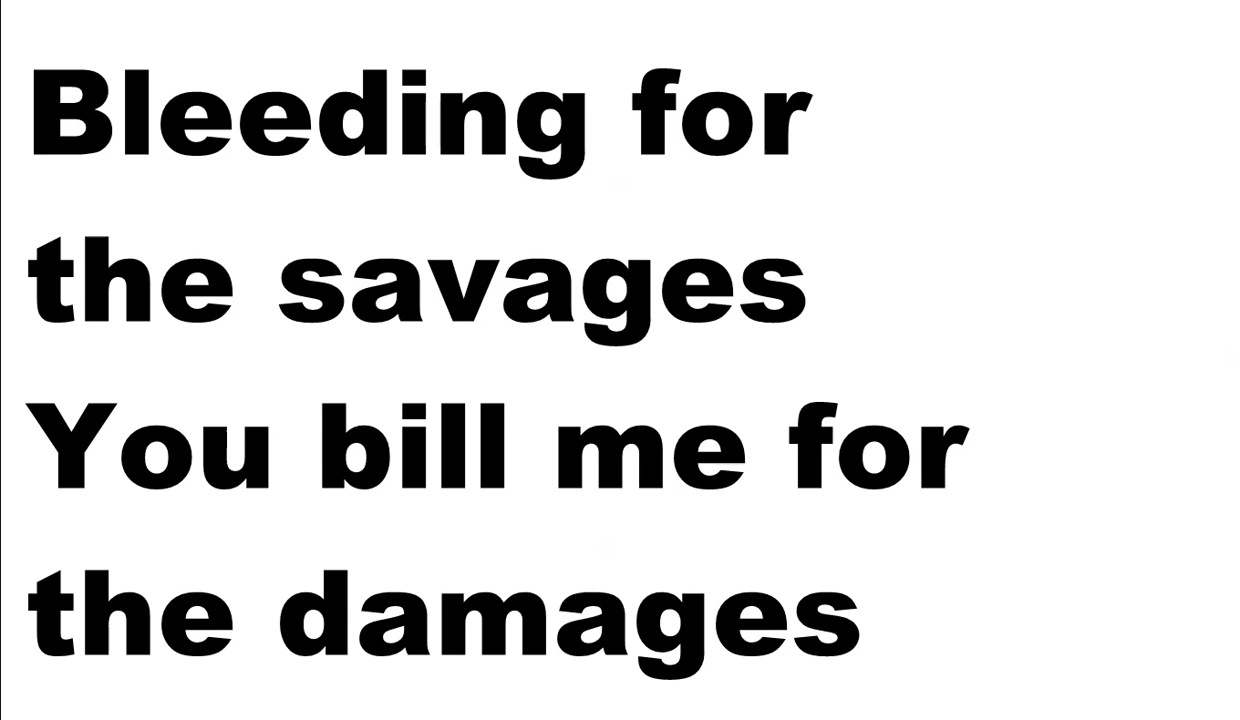 Bleeding for
the savages
You bill me for
the damages